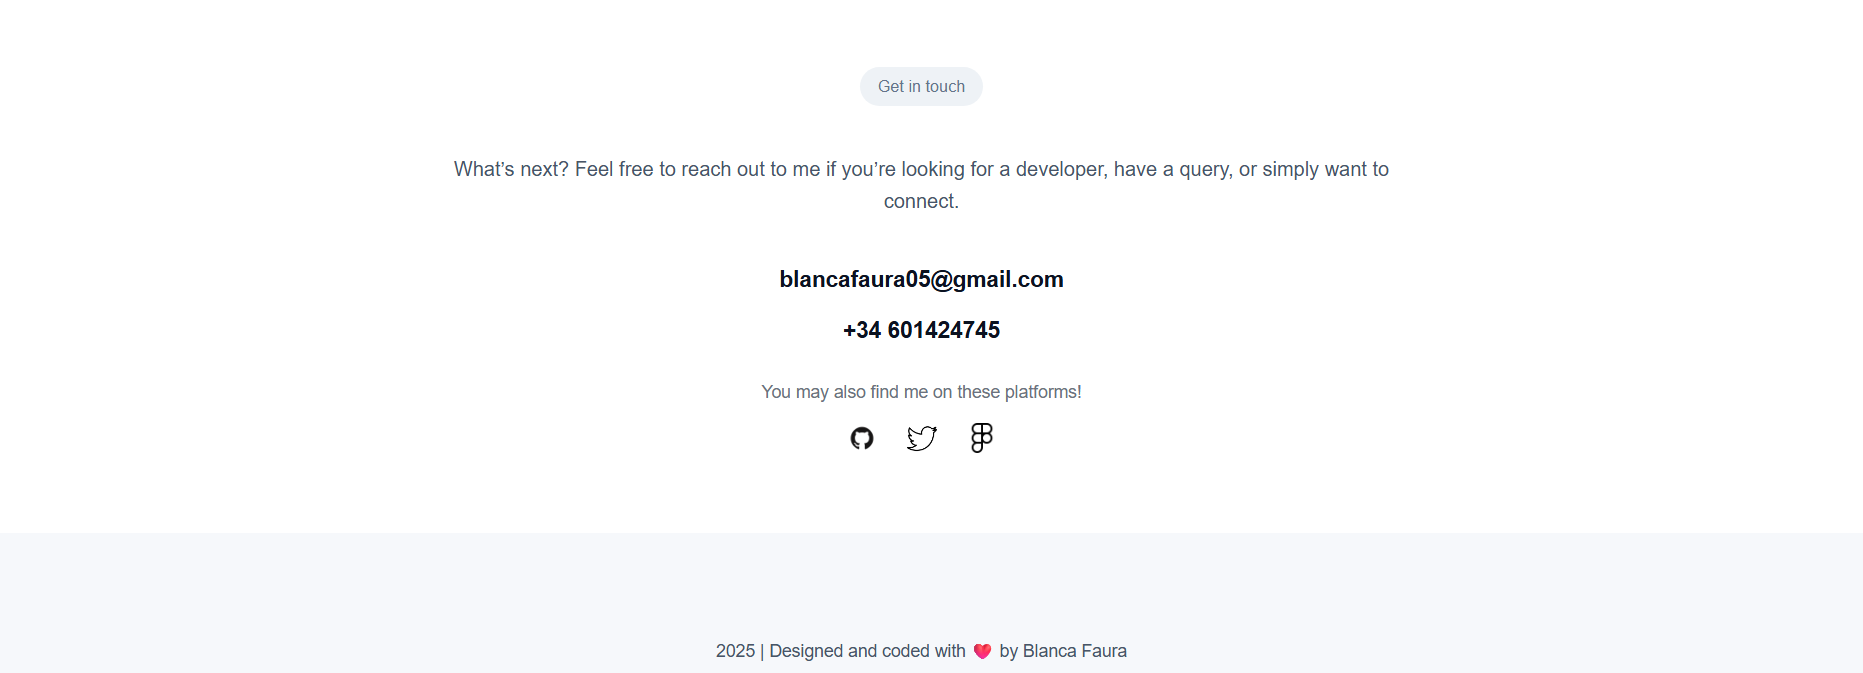 Get in touch
What’s next? Feel free to reach out to me if you’re looking for a developer, have a query, or simply want to
connect.
blancafaura05@gmail.com
+34 601424745
You may also find me on these platforms!
2025 | Designed and coded with ❤️ by Blanca Faura